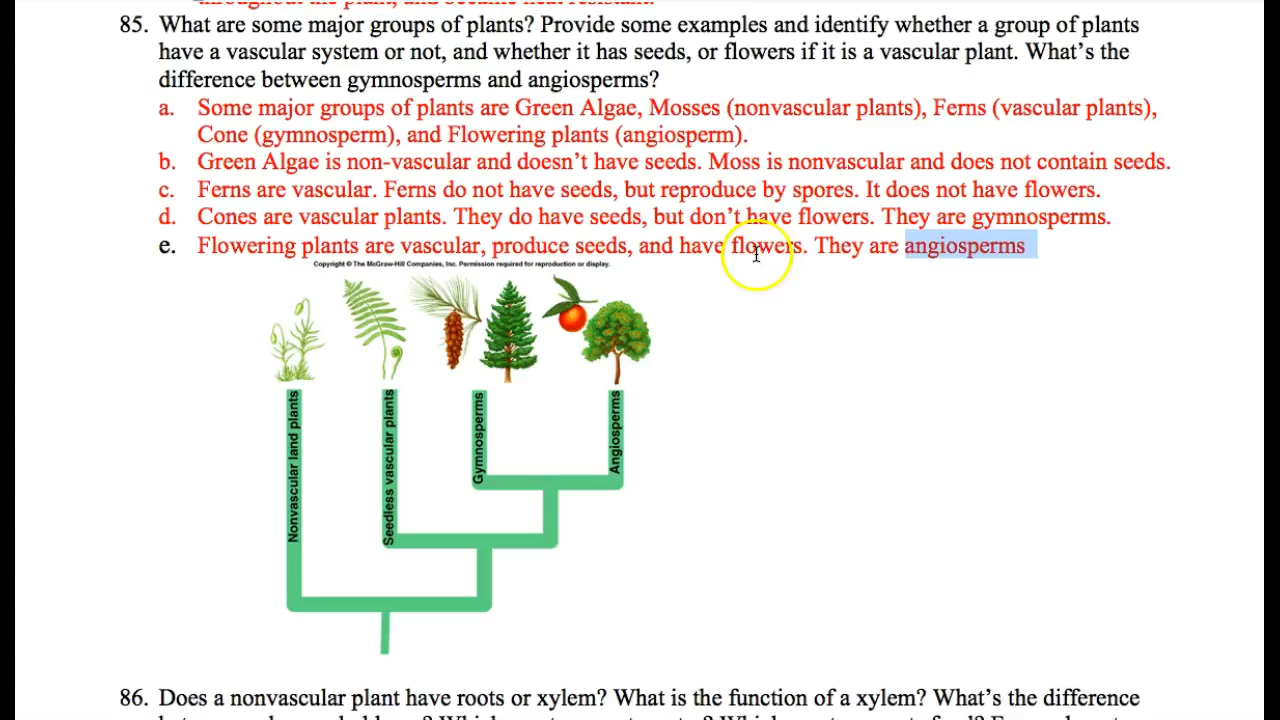 throughout the plant, and became heat resistant.
85. What are some major groups of plants? Provide some examples and identify whether a group of plants
have a vascular system or not, and whether it has seeds, or flowers if it is a vascular plant. What's the
difference between gymnosperms and angiosperms?
a. Some major groups of plants are Green Algae, Mosses (nonvascular plants), Ferns (vascular plants),
Cone (gymnosperm), and Flowering plants (angiosperm).
b. Green Algae is non-vascular and doesn't have seeds. Moss is nonvascular and does not contain seeds.
c. Ferns are vascular. Ferns do not have seeds, but reproduce by spores. It does not have flowers.
d. Cones are vascular plants. They do have seeds, but don't have flowers. They are gymnosperms.
e. Flowering plants are vascular, produce seeds, and have flowers. They are angiosperms
Copyright © The McGraw-Hill Companies, Inc. Permission required for reproduction or display.
Nonvascular land plants
Seedless vascular plants
Gymnosperms
Angiosperms
86. Does a nonvascular plant have roots or xylem? What is the function of a xylem? What's the difference